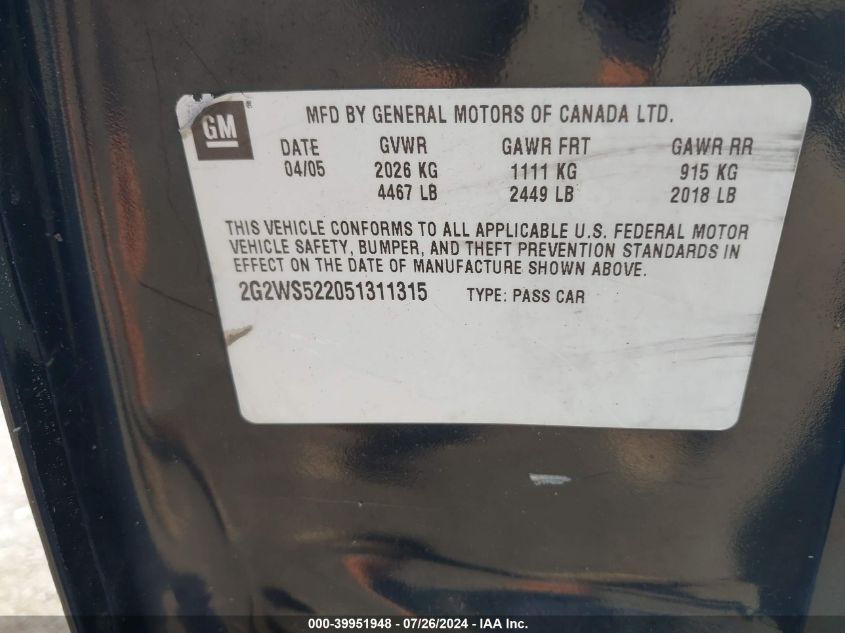 GM
MFD BY GENERAL MOTORS OF CANADA LTD.
DATE GVWR GAWR FRT GAWR RR
04/05 2026 KG 1111 KG 915 KG
4467 LB 2449 LB 2018 LB
THIS VEHICLE CONFORMS TO ALL APPLICABLE U.S. FEDERAL MOTOR
VEHICLE SAFETY, BUMPER, AND THEFT PREVENTION STANDARDS IN
EFFECT ON THE DATE OF MANUFACTURE SHOWN ABOVE.
2G2WS522051311315 TYPE: PASS CAR
000-39951948 - 07/26/2024 - IAA Inc.